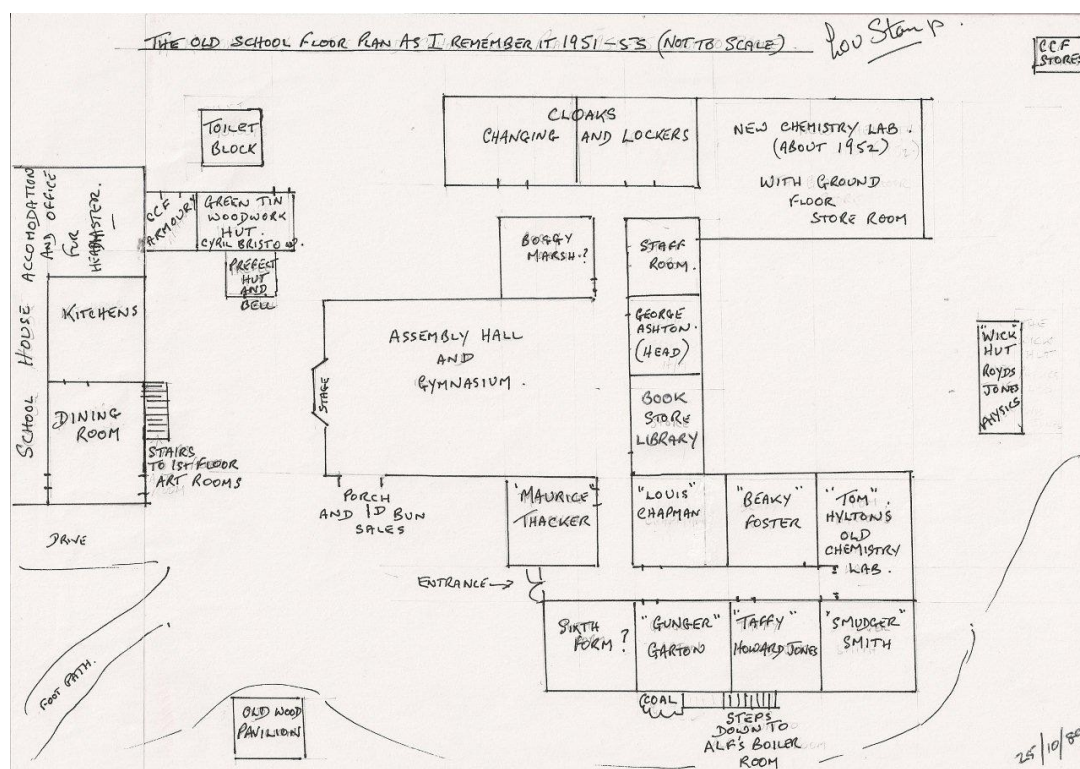 THE OLD SCHOOL FLOOR PLAN AS I REMEMBER IT 1951-55 (NOT TO SCALE).
Lou Stamp.
CCF
STORES
TOILET
BLOCK
CLOAKS
CHANGING AND LOCKERS
NEW CHEMISTRY LAB.
(ABOUT 1952)
WITH GROUND
FLOOR
STORE ROOM
SCHOOL HOUSE ACCOMODATION
AND OFFICE
FUR
HEADMASTER.
CCF
ARMOURY
GREEN TIN
WOODWORK
HUT.
CYRIL BRISTO
PREFECT
HUT
AND
BELL
BOGGY
MARSH.?
STAFF
ROOM.
KITCHENS
ASSEMBLY HALL
AND
GYMNASIUM.
GEORGE
ASHTON.
(HEAD)
"WICK"
HUT
ROYDS
JONES
PHYSICS
STAGE
BOOK
STORE
LIBRARY
DINING
ROOM
STAIRS
TO 1ST/FLOOR
ART ROOMS
PORCH
AND 1D BUN
SALES
"MAURICE"
THACKER
"LOUIS"
CHAPMAN
"BEAKY"
FOSTER
"TOM".
HYLTONS
OLD
CHEMISTRY
LAB.
DRIVE
ENTRANCE→
SIXTH
FORM ?
"GUNGER"
GARTON
"TAFFY"
HOWARD JONES
"SMUDGER"
SMITH
FOOT PATH.
OLD WOOD
PAVILION
COAL
STEPS
DOWN TO
ALF'S BOILER
ROOM
25/10/89